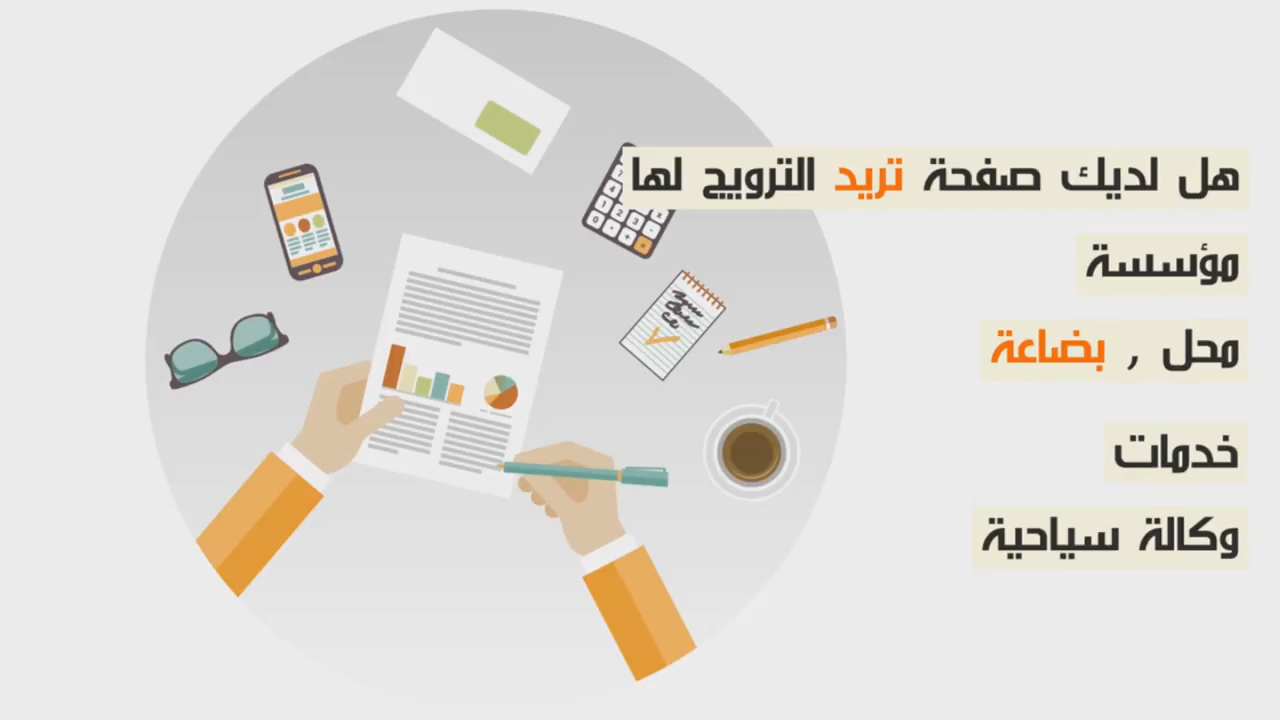 هل لديك صفحة تريد الترويج لها
مؤسسة
محل , بضاعة
خدمات
وكالة سياحية